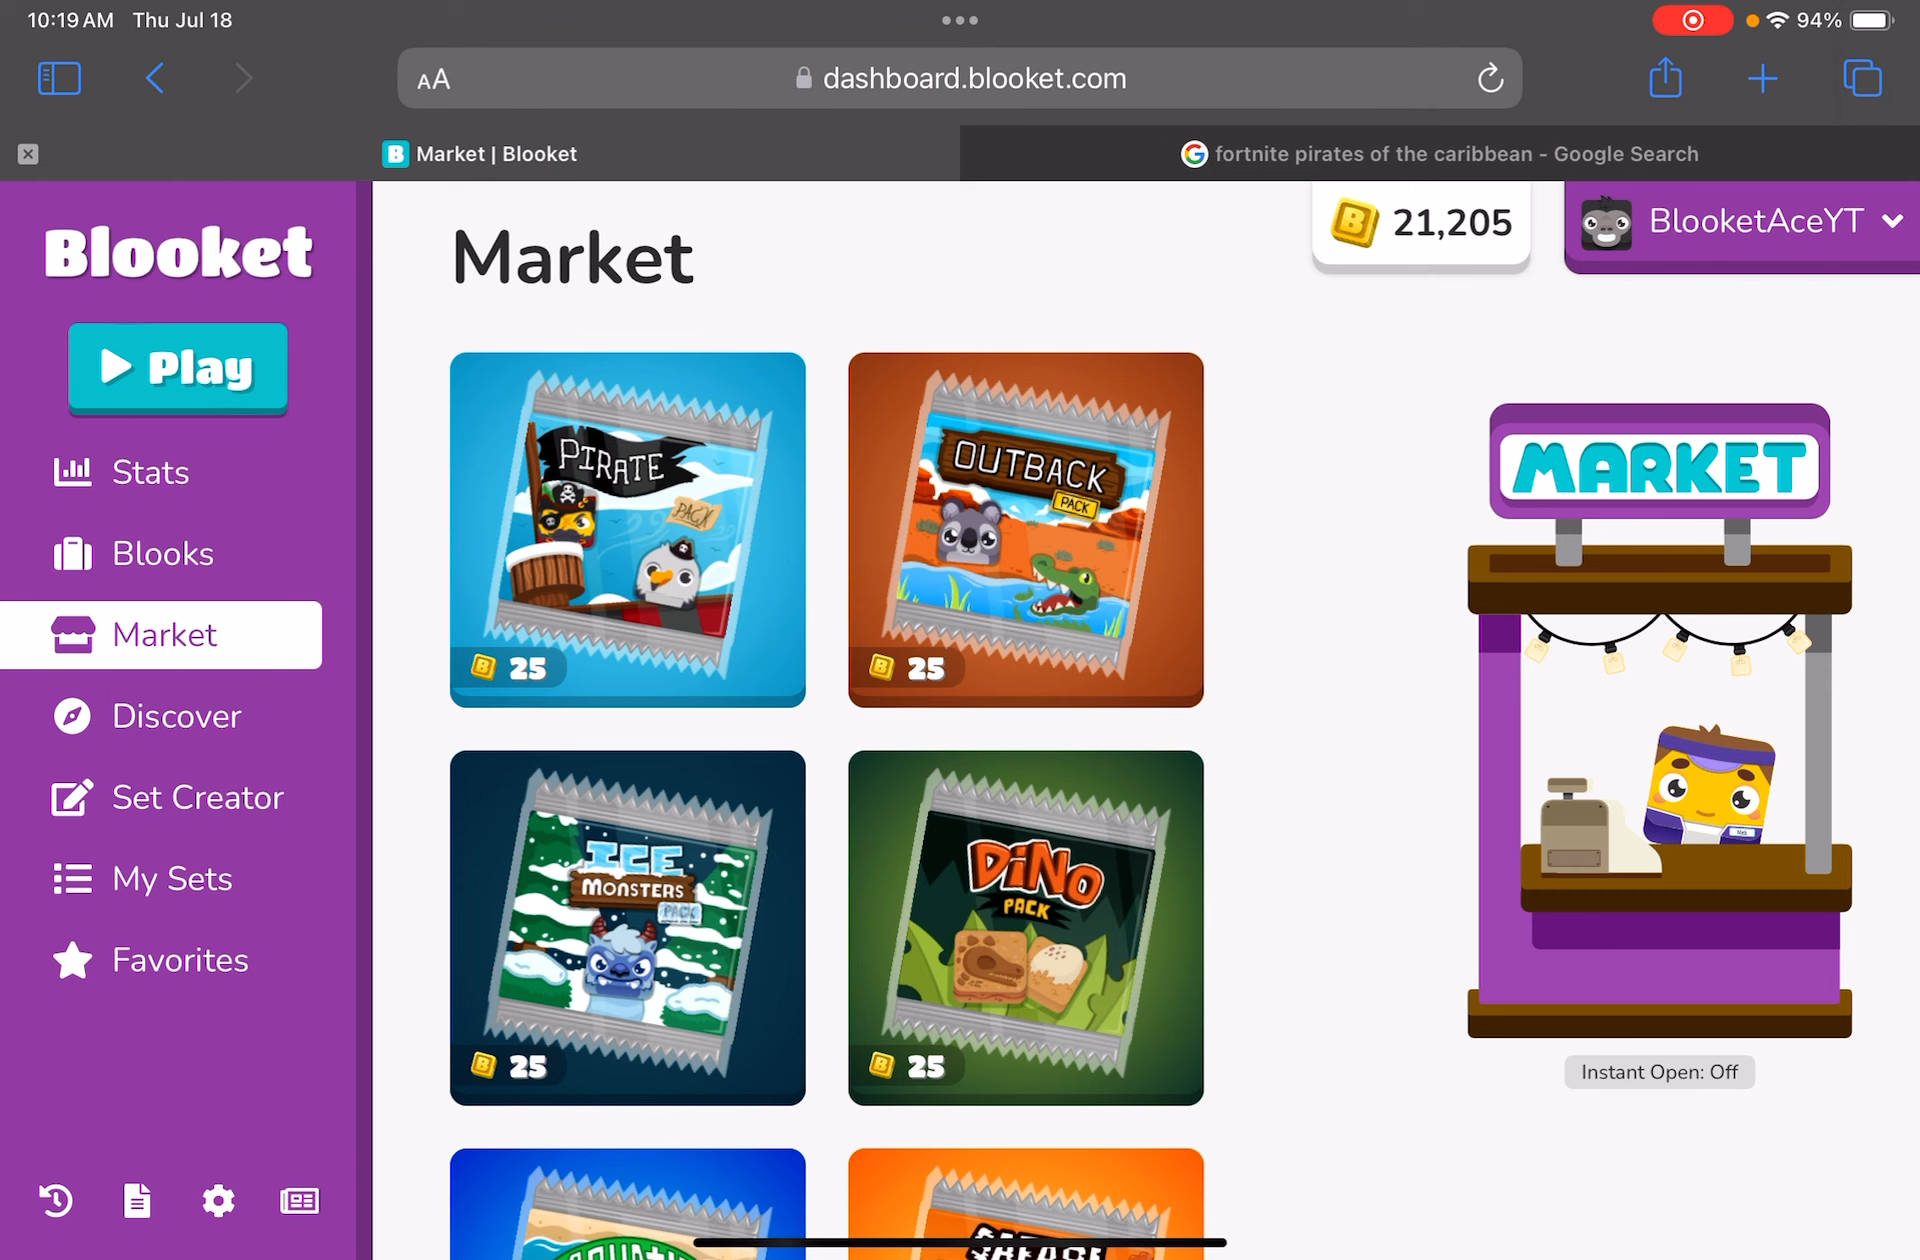 10:19 AM Thu Jul 18
94%
AA
dashboard.blooket.com
B Market | Blooket
fortnite pirates of the caribbean - Google Search
Blooket
Play
Stats
Blooks
Market
Discover
Set Creator
My Sets
Favorites
Market
B 21,205
BlooketAceYT
PIRATE
PACK
B 25
OUTBACK
PACK
B 25
ICE
MONSTERS
PACK
B 25
DiNO
PACK
B 25
MARKET
Instant Open: Off